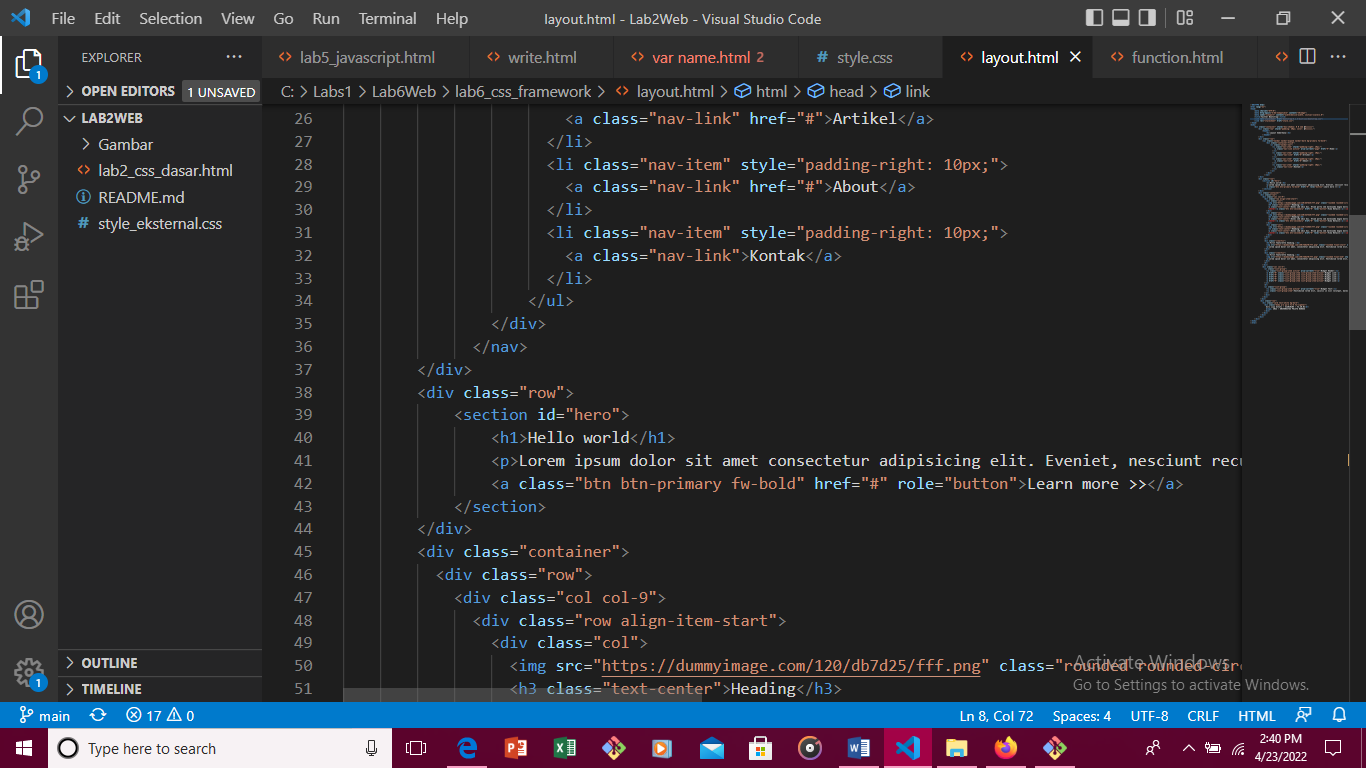 File Edit Selection View Go Run Terminal Help layout.html - Lab2Web - Visual Studio Code
EXPLORER ··· lab5_javascript.html write.html var name.html 2 style.css layout.html function.html ···
OPEN EDITORS 1 UNSAVED C: > Labs1 > Lab6Web > lab6_css_framework > layout.html > html > head > link
LAB2WEB
Gambar
lab2_css_dasar.html
README.md
style_eksternal.css
26 <a class="nav-link" href="#">Artikel</a>
27 </li>
28 <li class="nav-item" style="padding-right: 10px;">
29 <a class="nav-link" href="#">About</a>
30 </li>
31 <li class="nav-item" style="padding-right: 10px;">
32 <a class="nav-link">Kontak</a>
33 </li>
34 </ul>
35 </div>
36 </nav>
37 </div>
38 <div class="row">
39 <section id="hero">
40 <h1>Hello world</h1>
41 <p>Lorem ipsum dolor sit amet consectetur adipisicing elit. Eveniet, nesciunt
42 <a class="btn btn-primary fw-bold" href="#" role="button">Learn more >></a>
43 </section>
44 </div>
45 <div class="container">
46 <div class="row">
47 <div class="col col-9">
48 <div class="row align-item-start">
49 <div class="col">
50 <img src="https://dummyimage.com/120/db7d25/fff.png" class="rounded
51 <h3 class="text-center">Heading</h3>
OUTLINE
TIMELINE
Activate Windows
Go to Settings to activate Windows.
1
1
main 17 0 Ln 8, Col 72 Spaces: 4 UTF-8 CRLF HTML
Type here to search
2:40 PM
4/23/2022